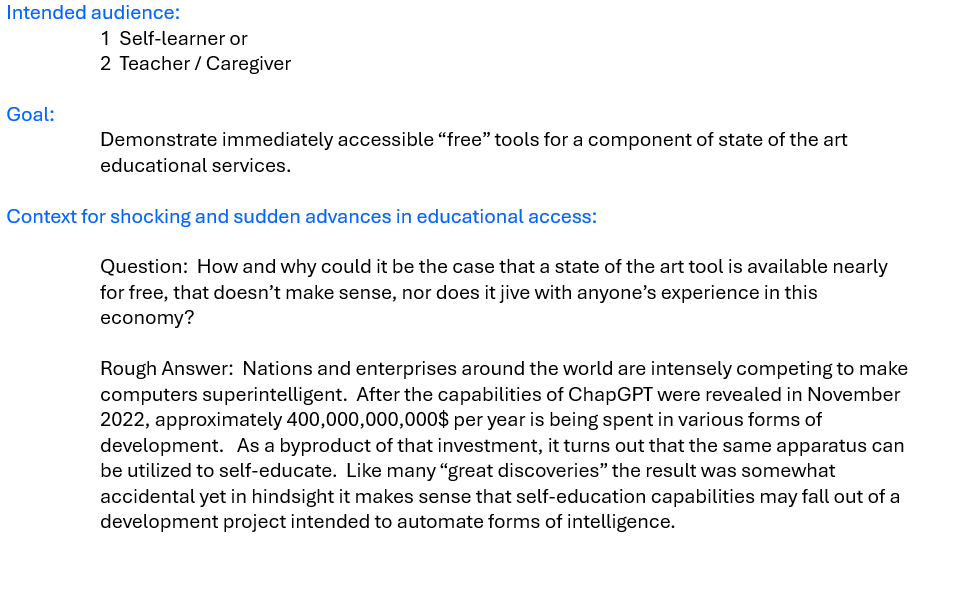 Intended audience:
1 Self-learner or
2 Teacher / Caregiver
Goal:
Demonstrate immediately accessible “free” tools for a component of state of the art
educational services.
Context for shocking and sudden advances in educational access:
Question: How and why could it be the case that a state of the art tool is available nearly
for free, that doesn’t make sense, nor does it jive with anyone’s experience in this
economy?
Rough Answer: Nations and enterprises around the world are intensely competing to make
computers superintelligent. After the capabilities of ChapGPT were revealed in November
2022, approximately 400,000,000,000$ per year is being spent in various forms of
development. As a byproduct of that investment, it turns out that the same apparatus can
be utilized to self-educate. Like many “great discoveries” the result was somewhat
accidental yet in hindsight it makes sense that self-education capabilities may fall out of a
development project intended to automate forms of intelligence.